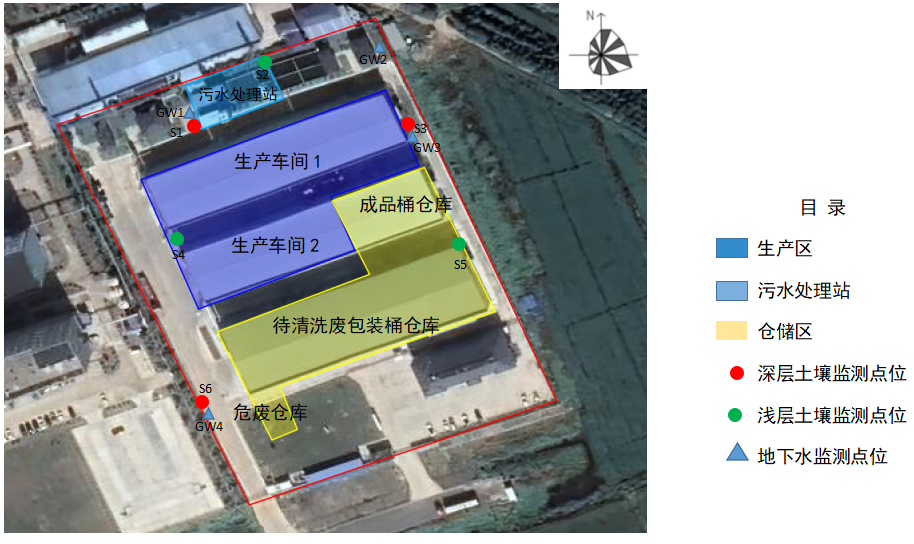 N
GW2
S2
污水处理站
GW1
S1
S3
GW3
生产车间 1
成品桶仓库
生产车间 2
S4
S5
待清洗废包装桶仓库
S6
危废仓库
GW4
目 录
生产区
污水处理站
仓储区
深层土壤监测点位
浅层土壤监测点位
地下水监测点位